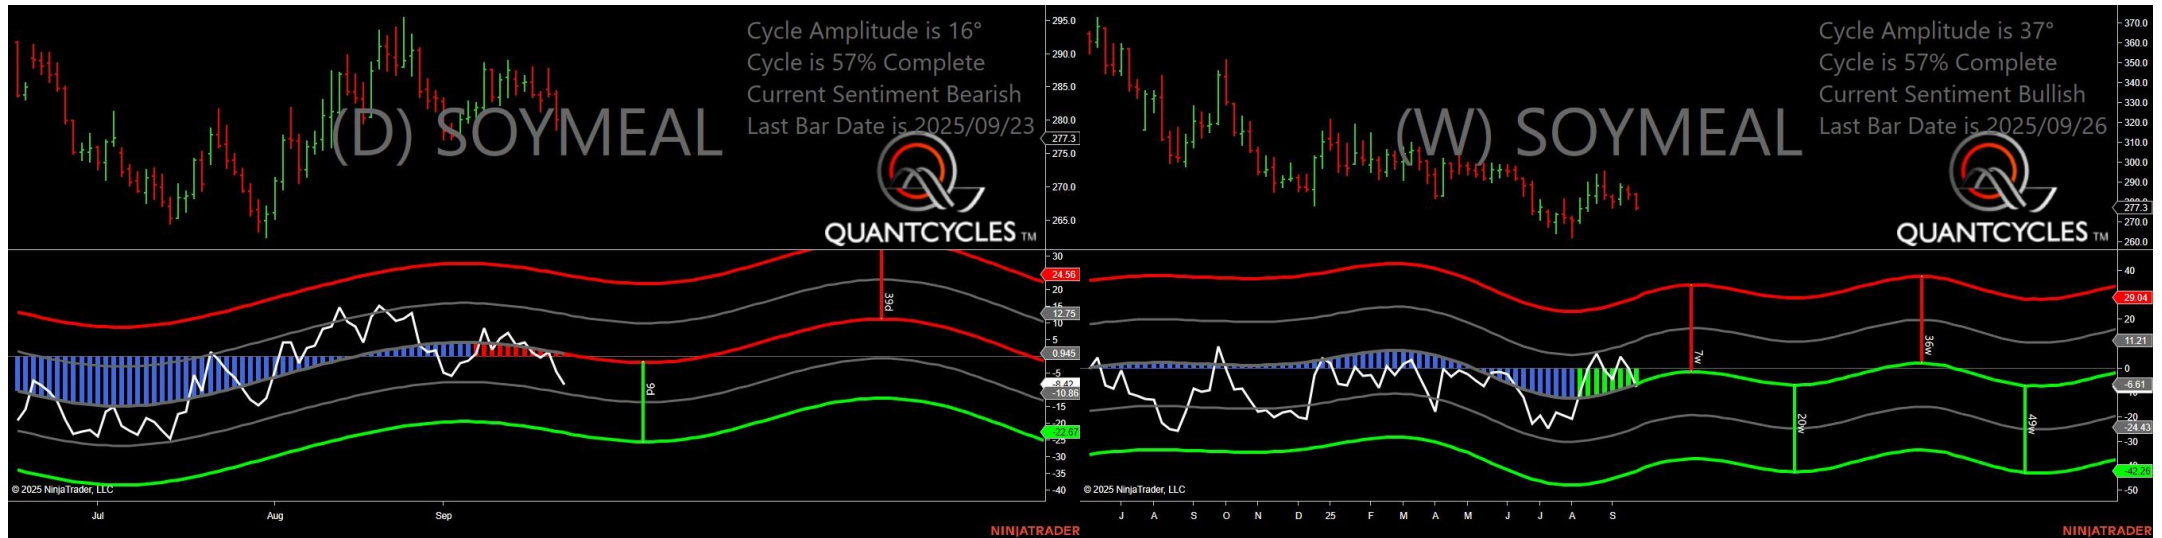 Cycle Amplitude is 16°
Cycle is 57% Complete
Current Sentiment Bearish
Last Bar Date is 2025/09/23
(D) SOYMEAL
QUANTCYCLES TM
295.0
290.0
285.0
280.0
277.3
275.0
270.0
265.0
30
24.56
20
15
12.75
10
5
0.945
-5
-8.42
-10.86
-15
-22.67
-25
-30
-35
-40
39d
9d
© 2025 NinjaTrader, LLC
Jul
Aug
Sep
NINJATRADER
Cycle Amplitude is 37°
Cycle is 57% Complete
Current Sentiment Bullish
Last Bar Date is 2025/09/26
(W) SOYMEAL
QUANTCYCLES TM
370.0
360.0
350.0
340.0
330.0
320.0
310.0
300.0
290.0
277.3
270.0
260.0
40
29.04
20
11.21
0
-6.61
-20
-24.43
-30
-42.26
-50
7w
36w
20w
49w
© 2025 NinjaTrader, LLC
J A S O N D 25 F M A M J J A S
NINJATRADER